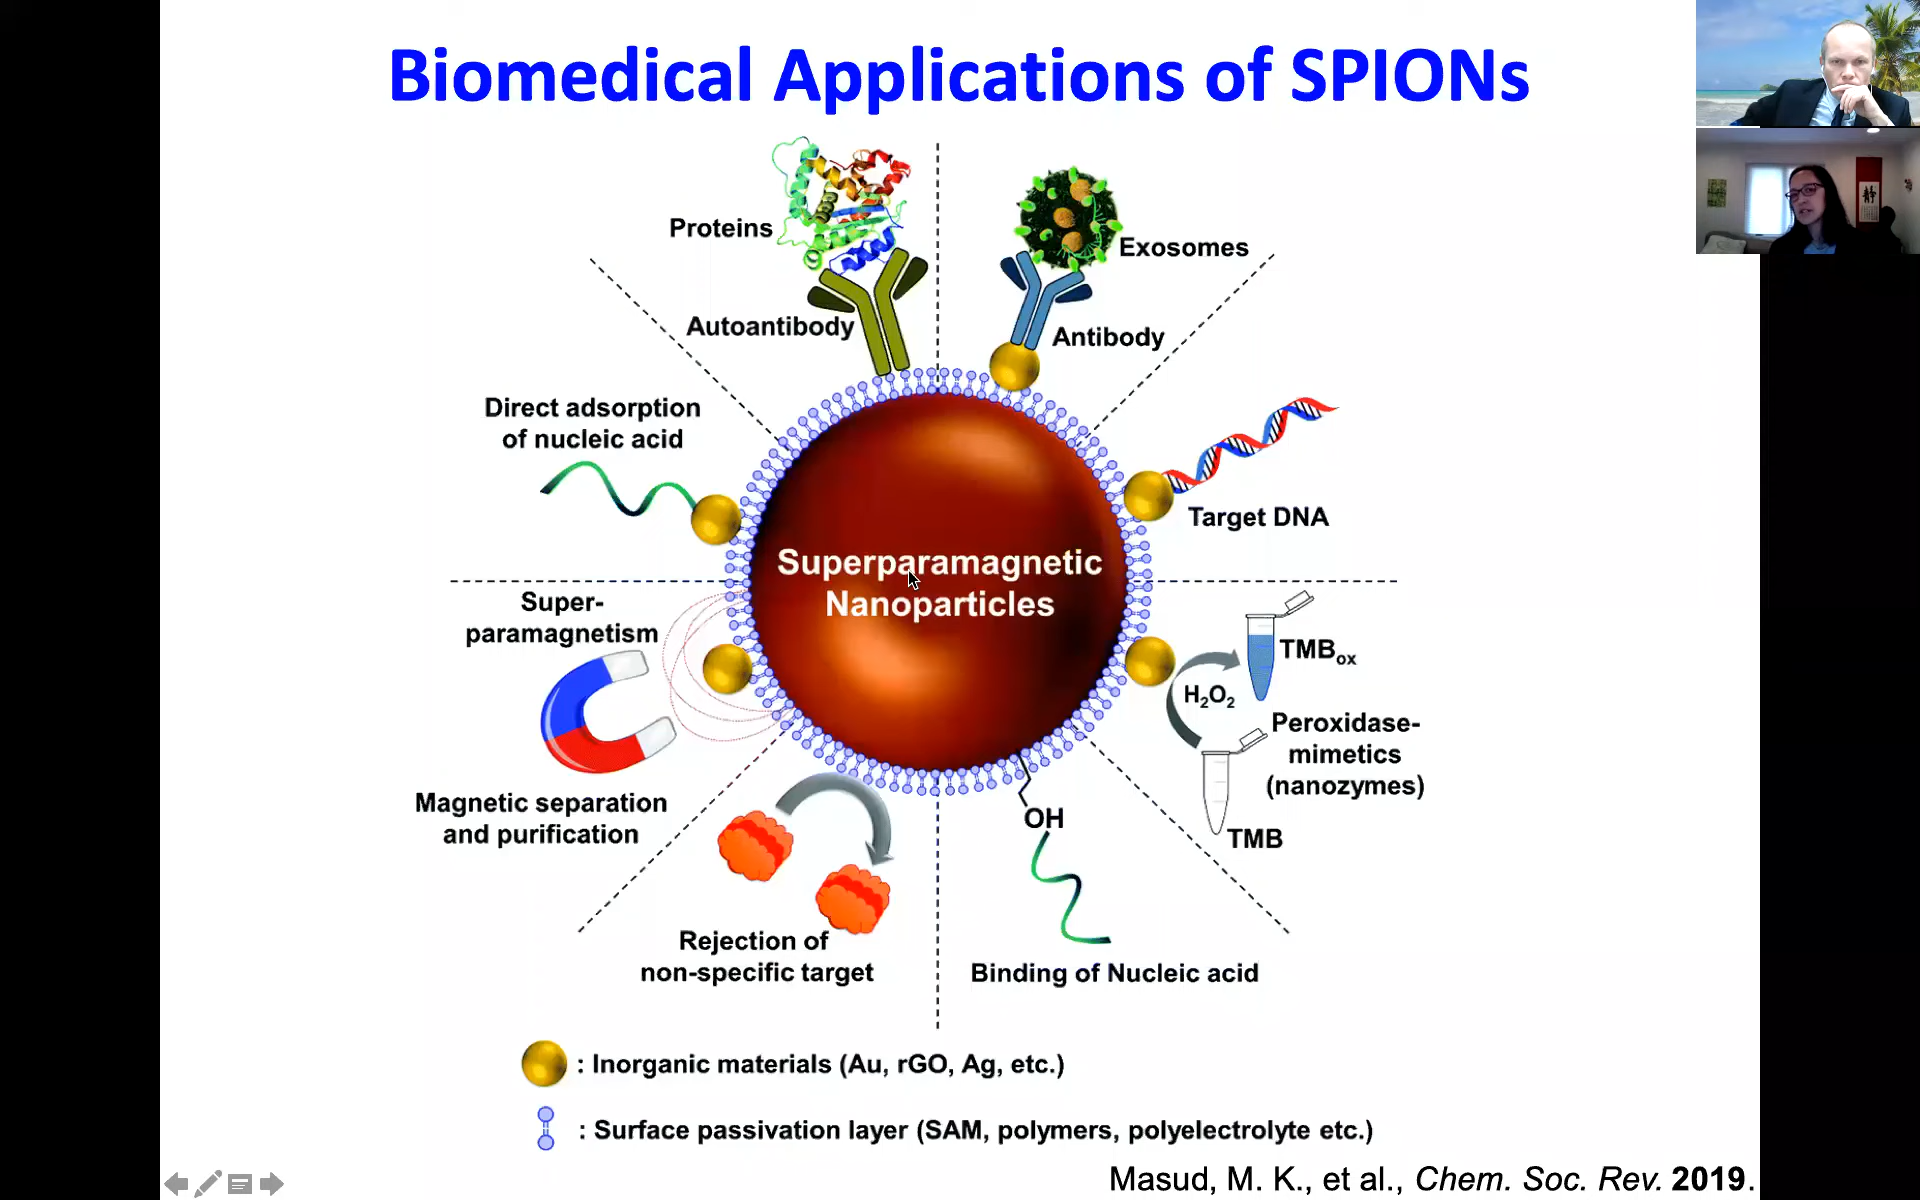 Biomedical Applications of SPIONs
Proteins
Exosomes
Autoantibody
Antibody
Direct adsorption
of nucleic acid
Target DNA
Superparamagnetic
Nanoparticles
Super-
paramagnetism
TMBox
H2O2
Peroxidase-
mimetics
(nanozymes)
TMB
Magnetic separation
and purification
OH
Rejection of
non-specific target
Binding of Nucleic acid
: Inorganic materials (Au, rGO, Ag, etc.)
: Surface passivation layer (SAM, polymers, polyelectrolyte etc.)
Masud, M. K., et al., Chem. Soc. Rev. 2019.